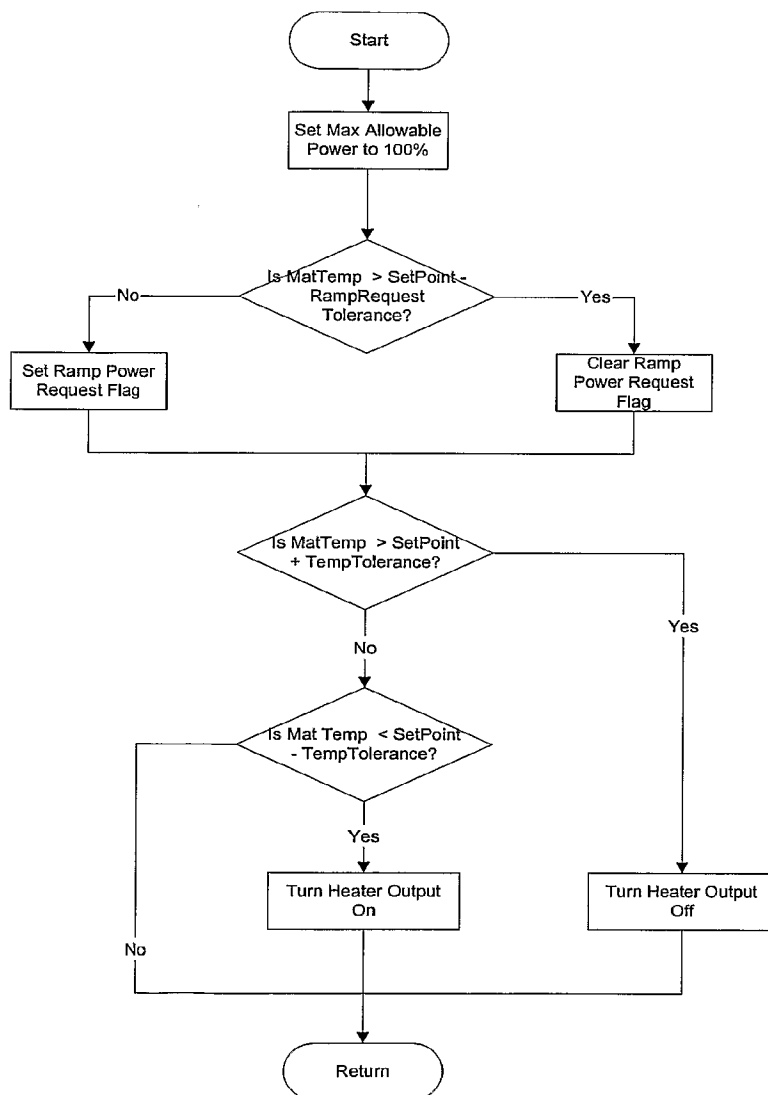 Start
Set Max Allowable
Power to 100%
Is MatTemp > SetPoint -
RampRequest
Tolerance?
No
Yes
Set Ramp Power
Request Flag
Clear Ramp
Power Request
Flag
Is MatTemp > SetPoint
+ TempTolerance?
Yes
No
Is Mat Temp < SetPoint
- TempTolerance?
Yes
Turn Heater Output
On
Turn Heater Output
Off
No
Return